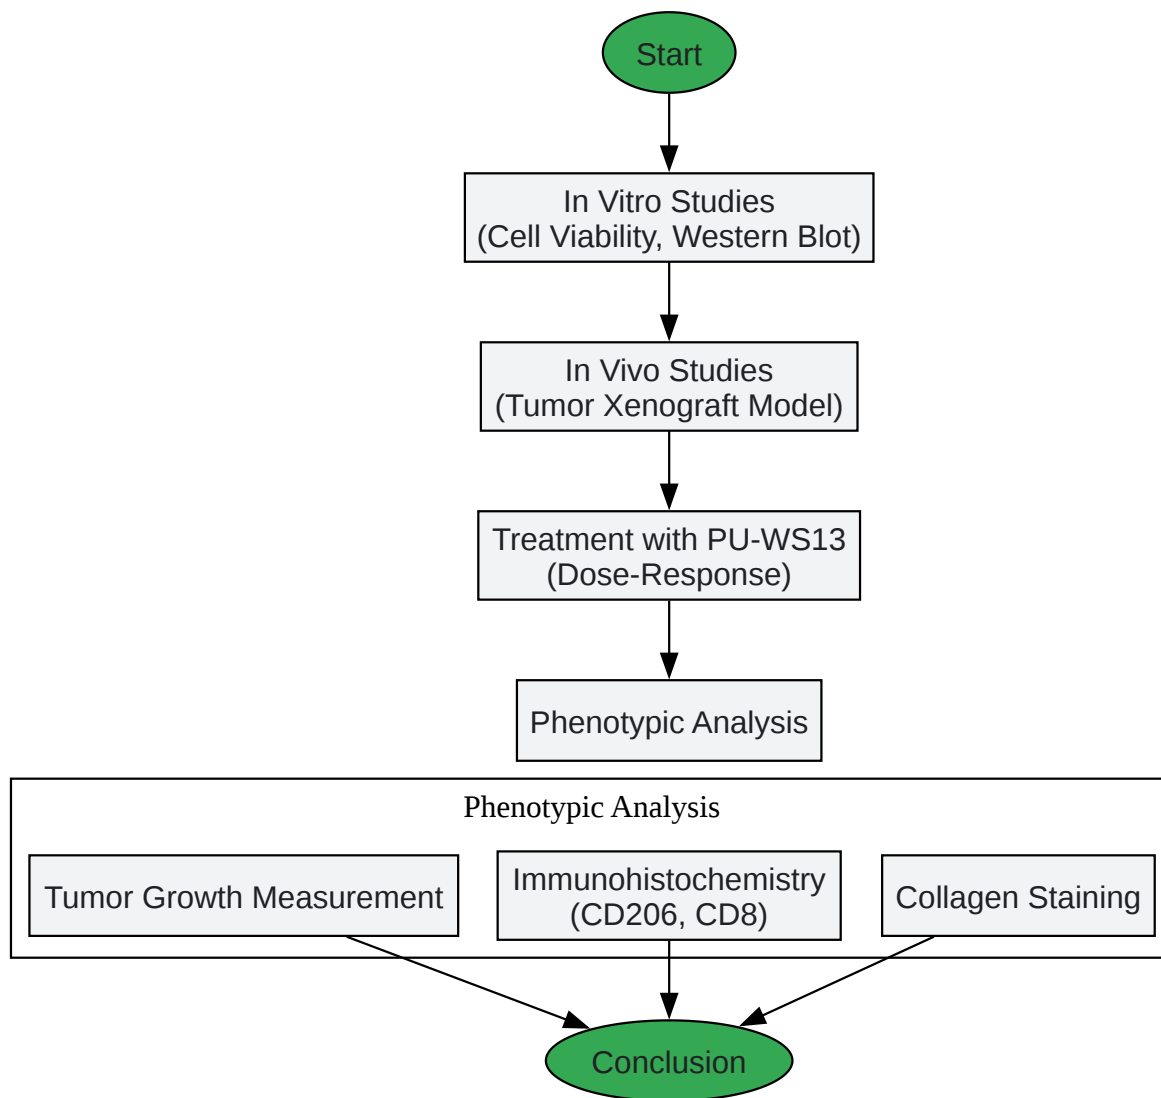 Start
In Vitro Studies
(Cell Viability, Western Blot)
In Vivo Studies
(Tumor Xenograft Model)
Treatment with PU-WS13
(Dose-Response)
Phenotypic Analysis
Phenotypic Analysis
Tumor Growth Measurement
Immunohistochemistry
(CD206, CD8)
Collagen Staining
Conclusion